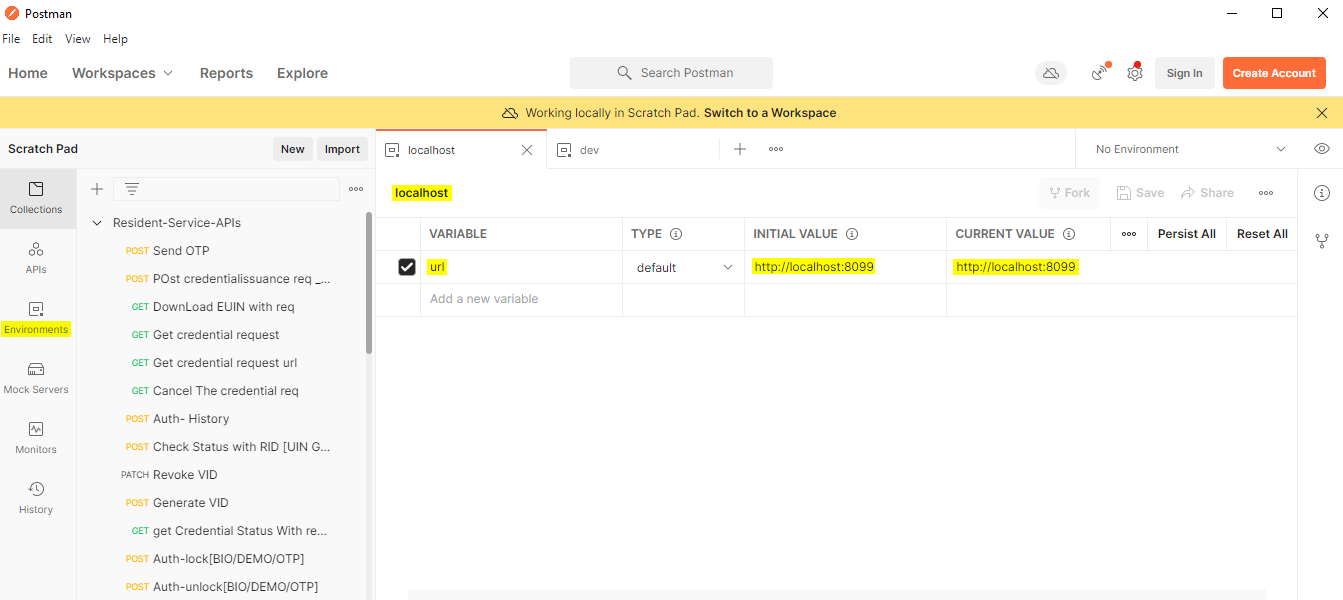 Postman
File Edit View Help
Home Workspaces Reports Explore Search Postman Sign In Create Account
Working locally in Scratch Pad. Switch to a Workspace
Scratch Pad New Import localhost dev No Environment
Collections
APIs
Environments
Mock Servers
Monitors
History
Resident-Service-APIs
POST Send OTP
POST POst credentialissuance req _...
GET DownLoad EUIN with req
GET Get credential request
GET Get credential request url
GET Cancel The credential req
POST Auth- History
POST Check Status with RID [UIN G...
PATCH Revoke VID
POST Generate VID
GET get Credential Status With re...
POST Auth-lock[BIO/DEMO/OTP]
POST Auth-unlock[BIO/DEMO/OTP]
localhost Fork Save Share
VARIABLE TYPE INITIAL VALUE CURRENT VALUE Persist All Reset All
url default http://localhost:8099 http://localhost:8099
Add a new variable